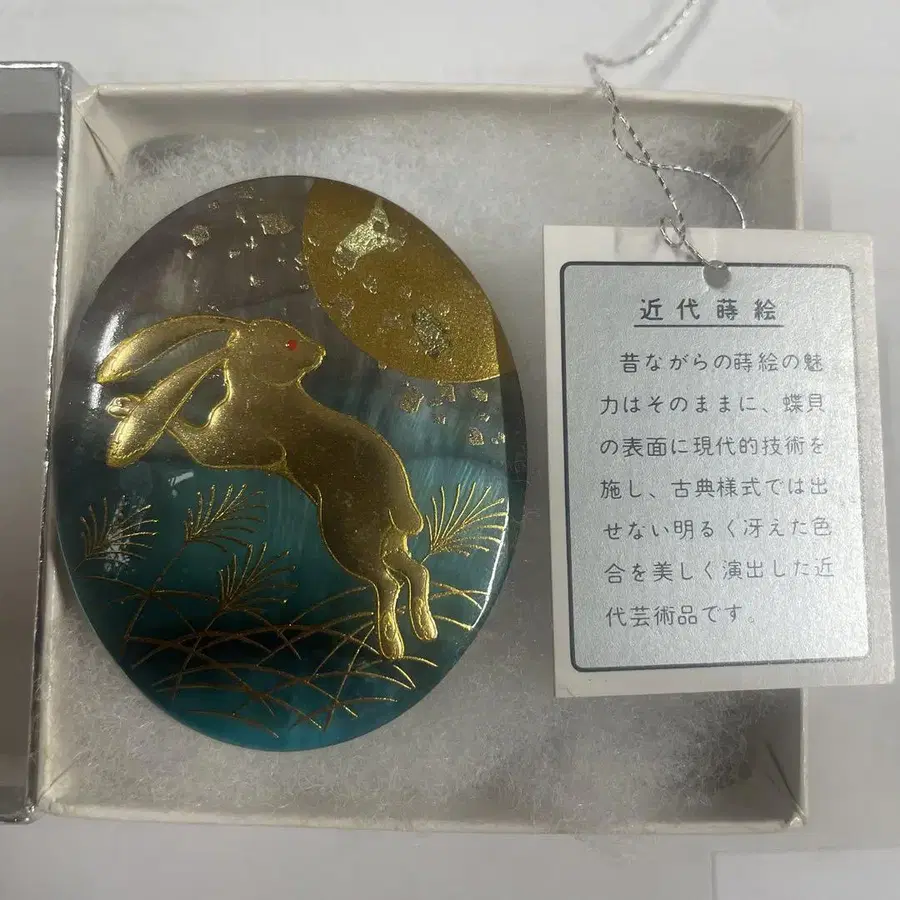 近代蒔絵
昔ながらの蒔絵の魅
力はそのままに、蝶貝
の表面に現代的技術を
施し、古典様式では出
せない明るく冴えた色
合を美しく演出した近
代芸術品です。